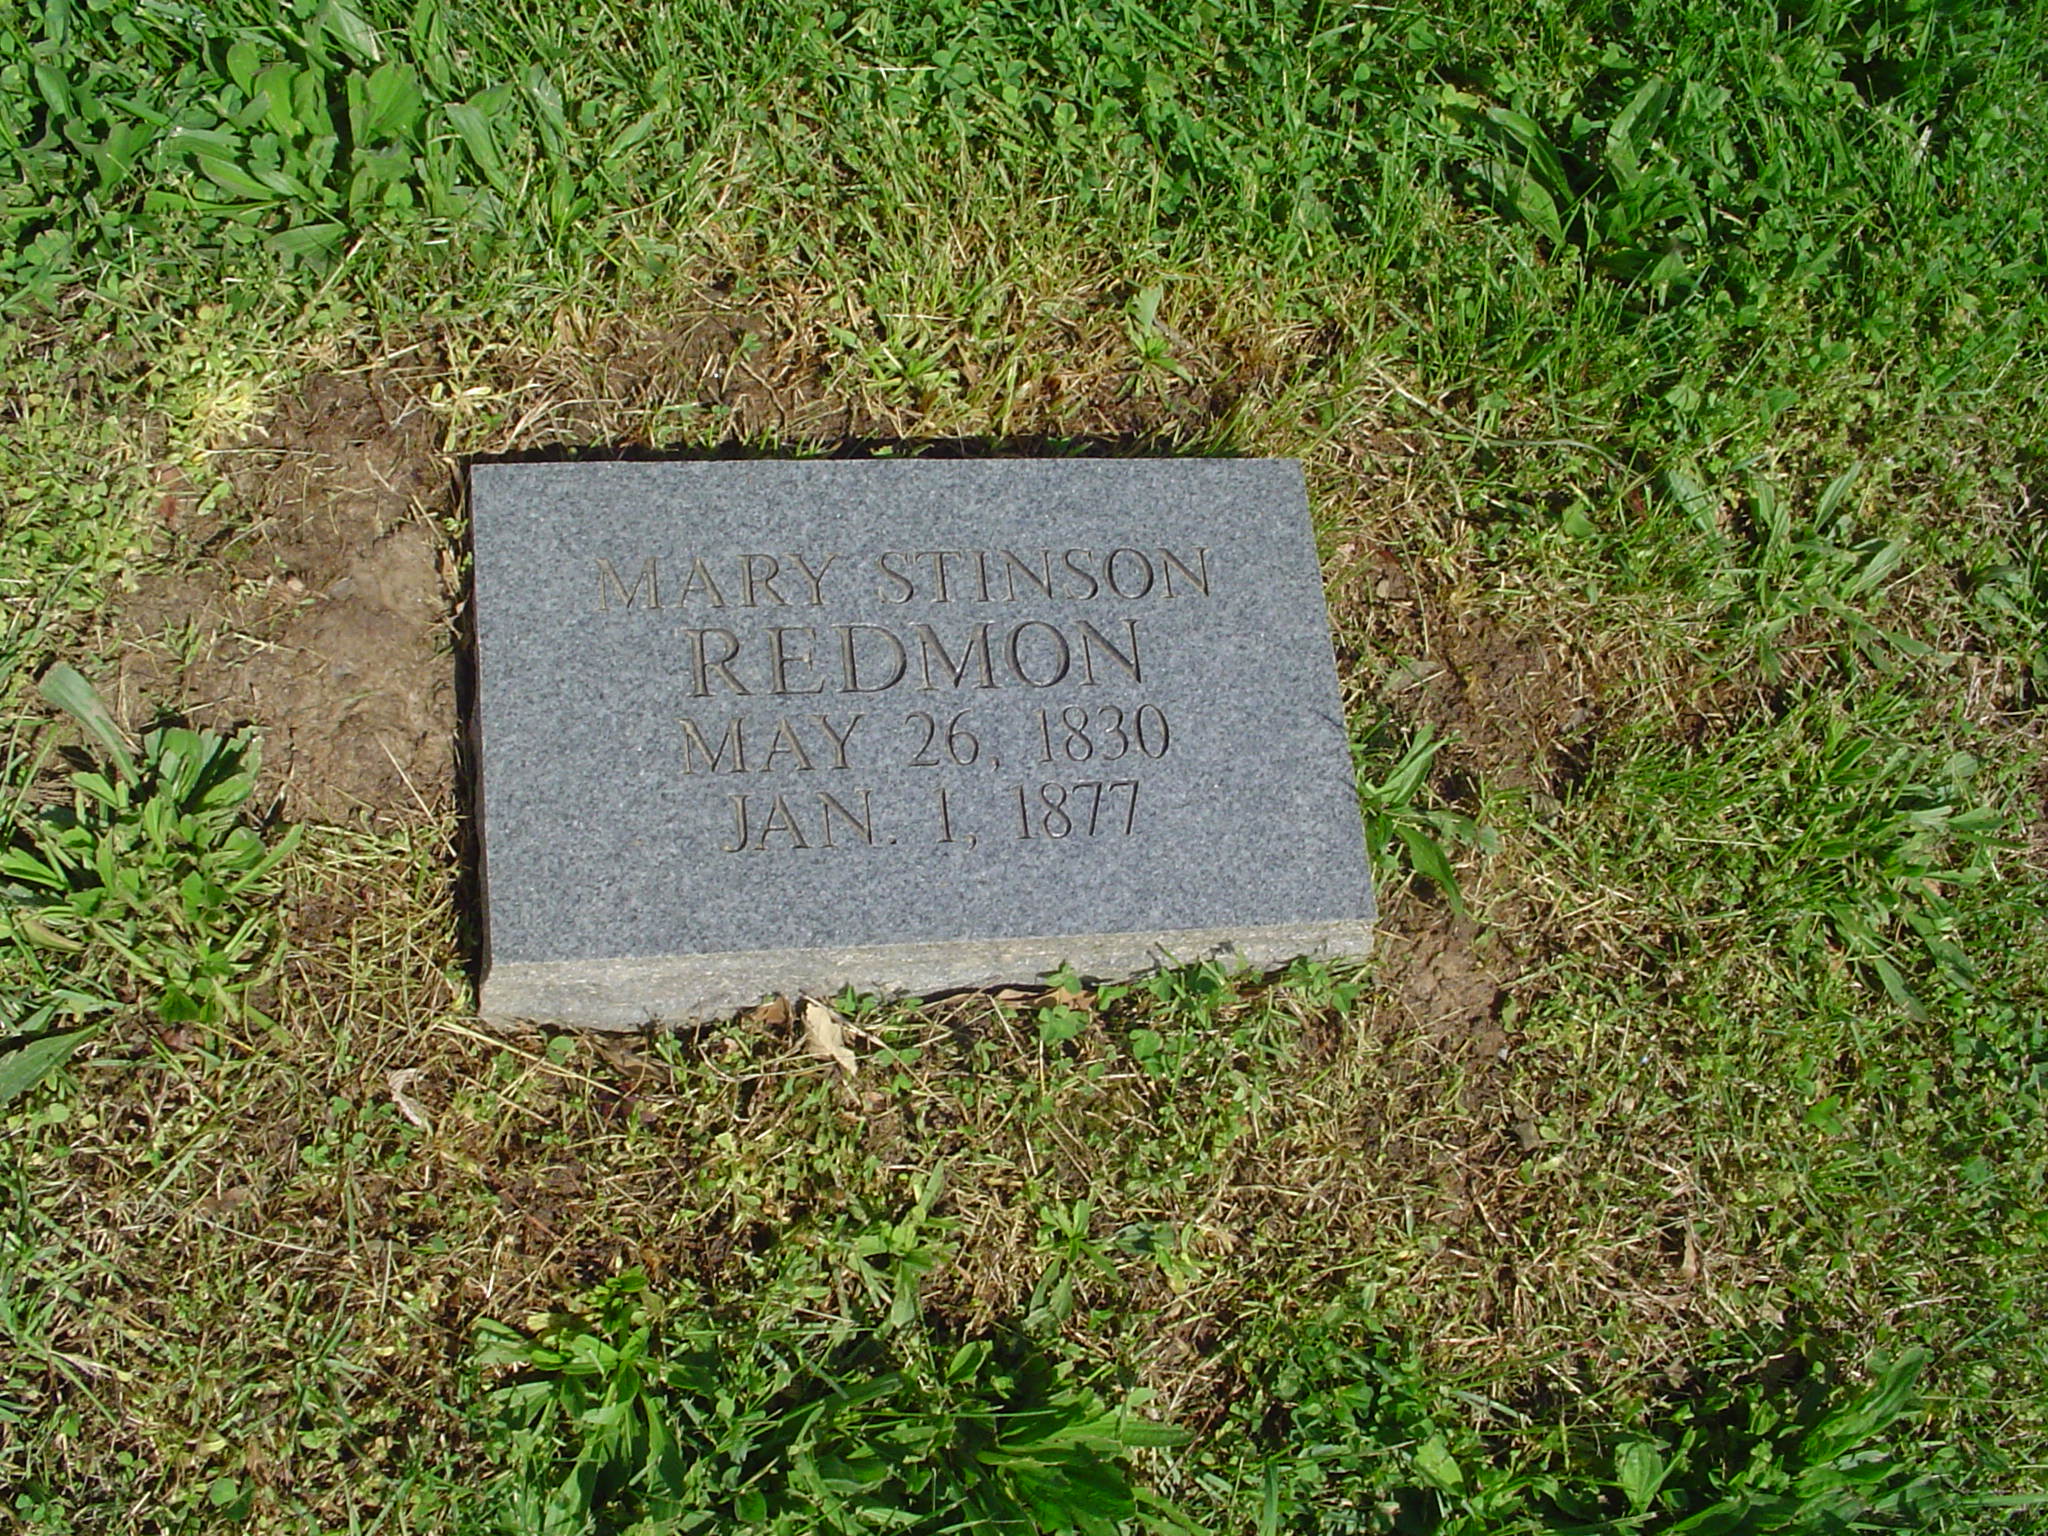 MARY STINSON
REDMON
MAY 26, 1830
JAN. 1, 1877